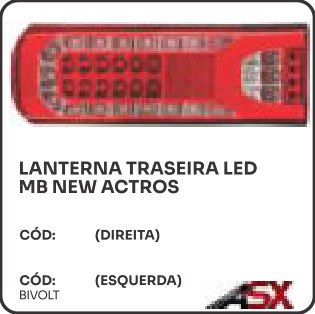 LANTERNA TRASEIRA LED
MB NEW ACTROS
CÓD: (DIREITA)
CÓD: (ESQUERDA)
BIVOLT
ASX